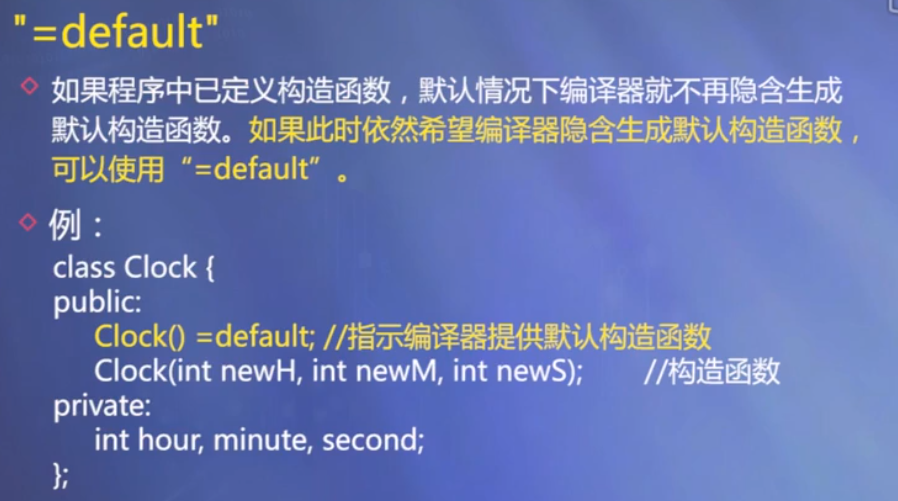 "=default"
如果程序中已定义构造函数，默认情况下编译器就不再隐含生成
默认构造函数。如果此时依然希望编译器隐含生成默认构造函数，
可以使用“=default”。
例：
class Clock {
public:
Clock() =default; //指示编译器提供默认构造函数
Clock(int newH, int newM, int newS); //构造函数
private:
int hour, minute, second;
};